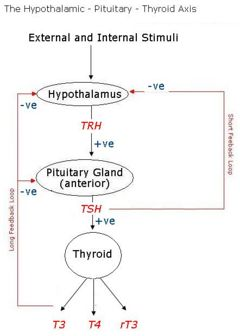 The Hypothalamic - Pituitary - Thyroid Axis
External and Internal Stimuli
-ve
-ve
Hypothalamus
TRH
+ve
Pituitary Gland
(anterior)
-ve
TSH
+ve
Thyroid
T3 T4 rT3
Long Feedback Loop
Short Feeback Loop